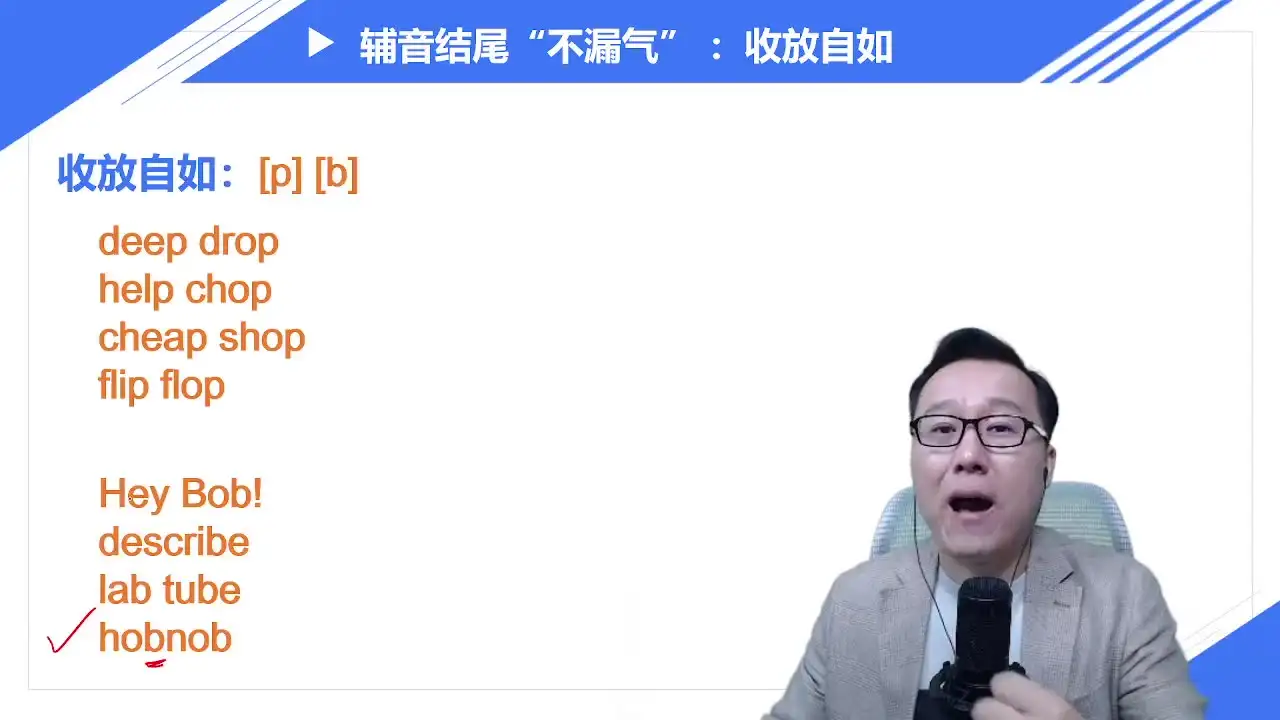 辅音结尾“不漏气”：收放自如
收放自如：[p] [b]
deep drop
help chop
cheap shop
flip flop
Hey Bob!
describe
lab tube
hobnob